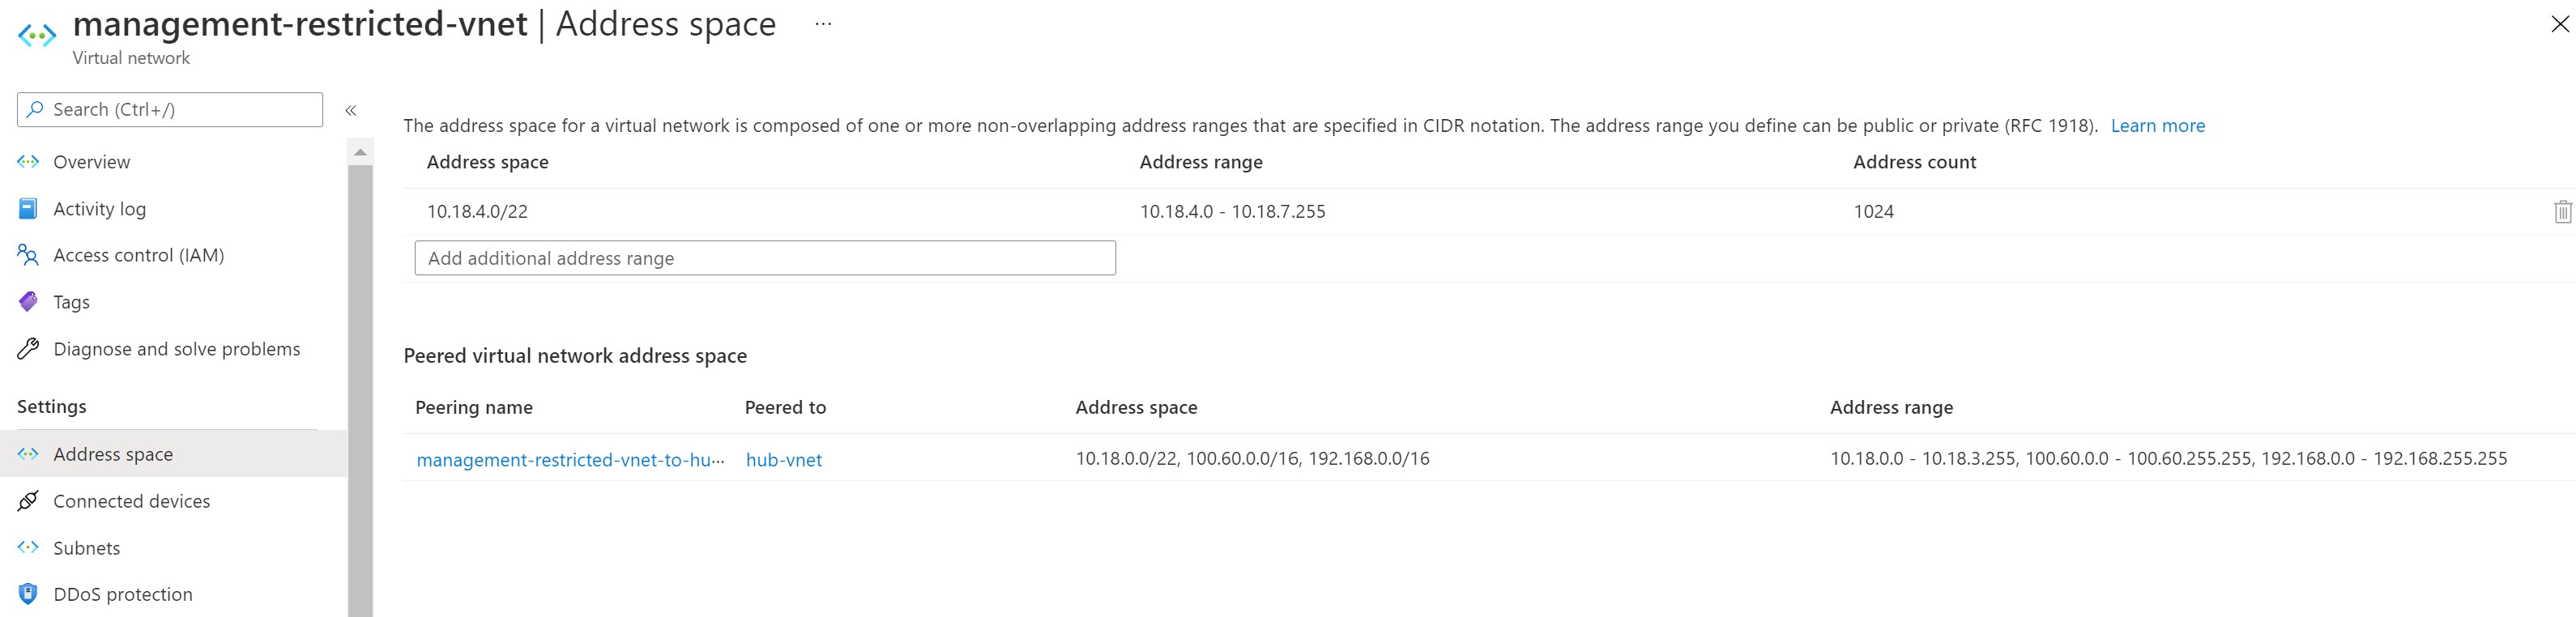 management-restricted-vnet | Address space ...
Virtual network
Search (Ctrl+/)
«
Overview
Activity log
Access control (IAM)
Tags
Diagnose and solve problems
Settings
Address space
Connected devices
Subnets
DDoS protection
The address space for a virtual network is composed of one or more non-overlapping address ranges that are specified in CIDR notation. The address range you define can be public or private (RFC 1918). Learn more
Address space Address range Address count
10.18.4.0/22 10.18.4.0 - 10.18.7.255 1024
Add additional address range
Peered virtual network address space
Peering name Peered to Address space Address range
management-restricted-vnet-to-hu... hub-vnet 10.18.0.0/22, 100.60.0.0/16, 192.168.0.0/16 10.18.0.0 - 10.18.3.255, 100.60.0.0 - 100.60.255.255, 192.168.0.0 - 192.168.255.255